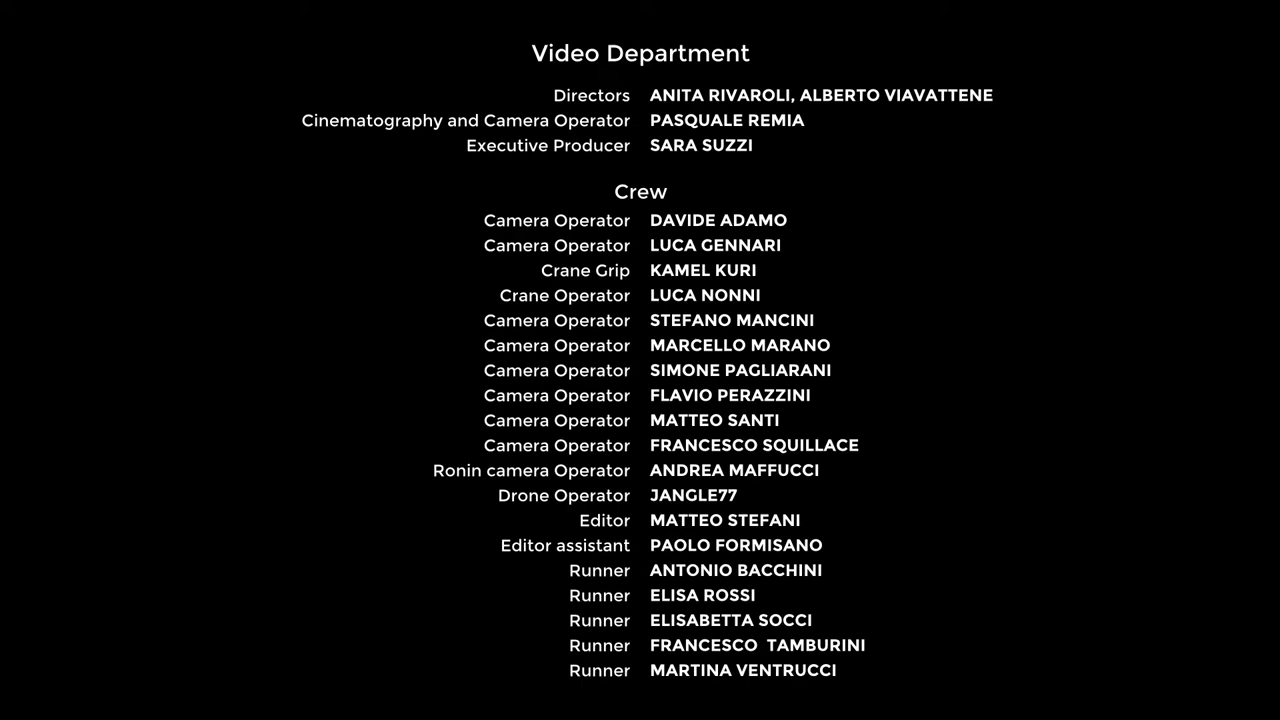 Video Department
Directors ANITA RIVAROLI, ALBERTO VIAVATTENE
Cinematography and Camera Operator PASQUALE REMIA
Executive Producer SARA SUZZI
Crew
Camera Operator DAVIDE ADAMO
Camera Operator LUCA GENNARI
Crane Grip KAMEL KURI
Crane Operator LUCA NONNI
Camera Operator STEFANO MANCINI
Camera Operator MARCELLO MARANO
Camera Operator SIMONE PAGLIARANI
Camera Operator FLAVIO PERAZZINI
Camera Operator MATTEO SANTI
Camera Operator FRANCESCO SQUILLACE
Ronin camera Operator ANDREA MAFFUCCI
Drone Operator JANGLE77
Editor MATTEO STEFANI
Editor assistant PAOLO FORMISANO
Runner ANTONIO BACCHINI
Runner ELISA ROSSI
Runner ELISABETTA SOCCI
Runner FRANCESCO  TAMBURINI
Runner MARTINA VENTRUCCI